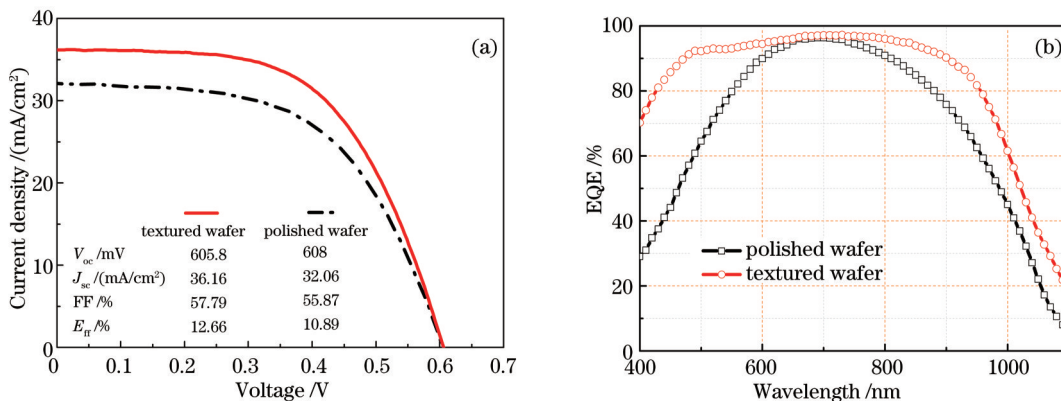 40
30
20
10
0
0
0.1
0.2
0.3
0.4
0.5
0.6
0.7
Current density /(mA/cm²)
Voltage /V
(a)
textured wafer polished wafer
Voc /mV 605.8 608
Jsc /(mA/cm²) 36.16 32.06
FF /% 57.79 55.87
Eff /% 12.66 10.89
100
80
60
40
20
0
400
600
800
1000
EQE /%
Wavelength /nm
(b)
polished wafer
textured wafer